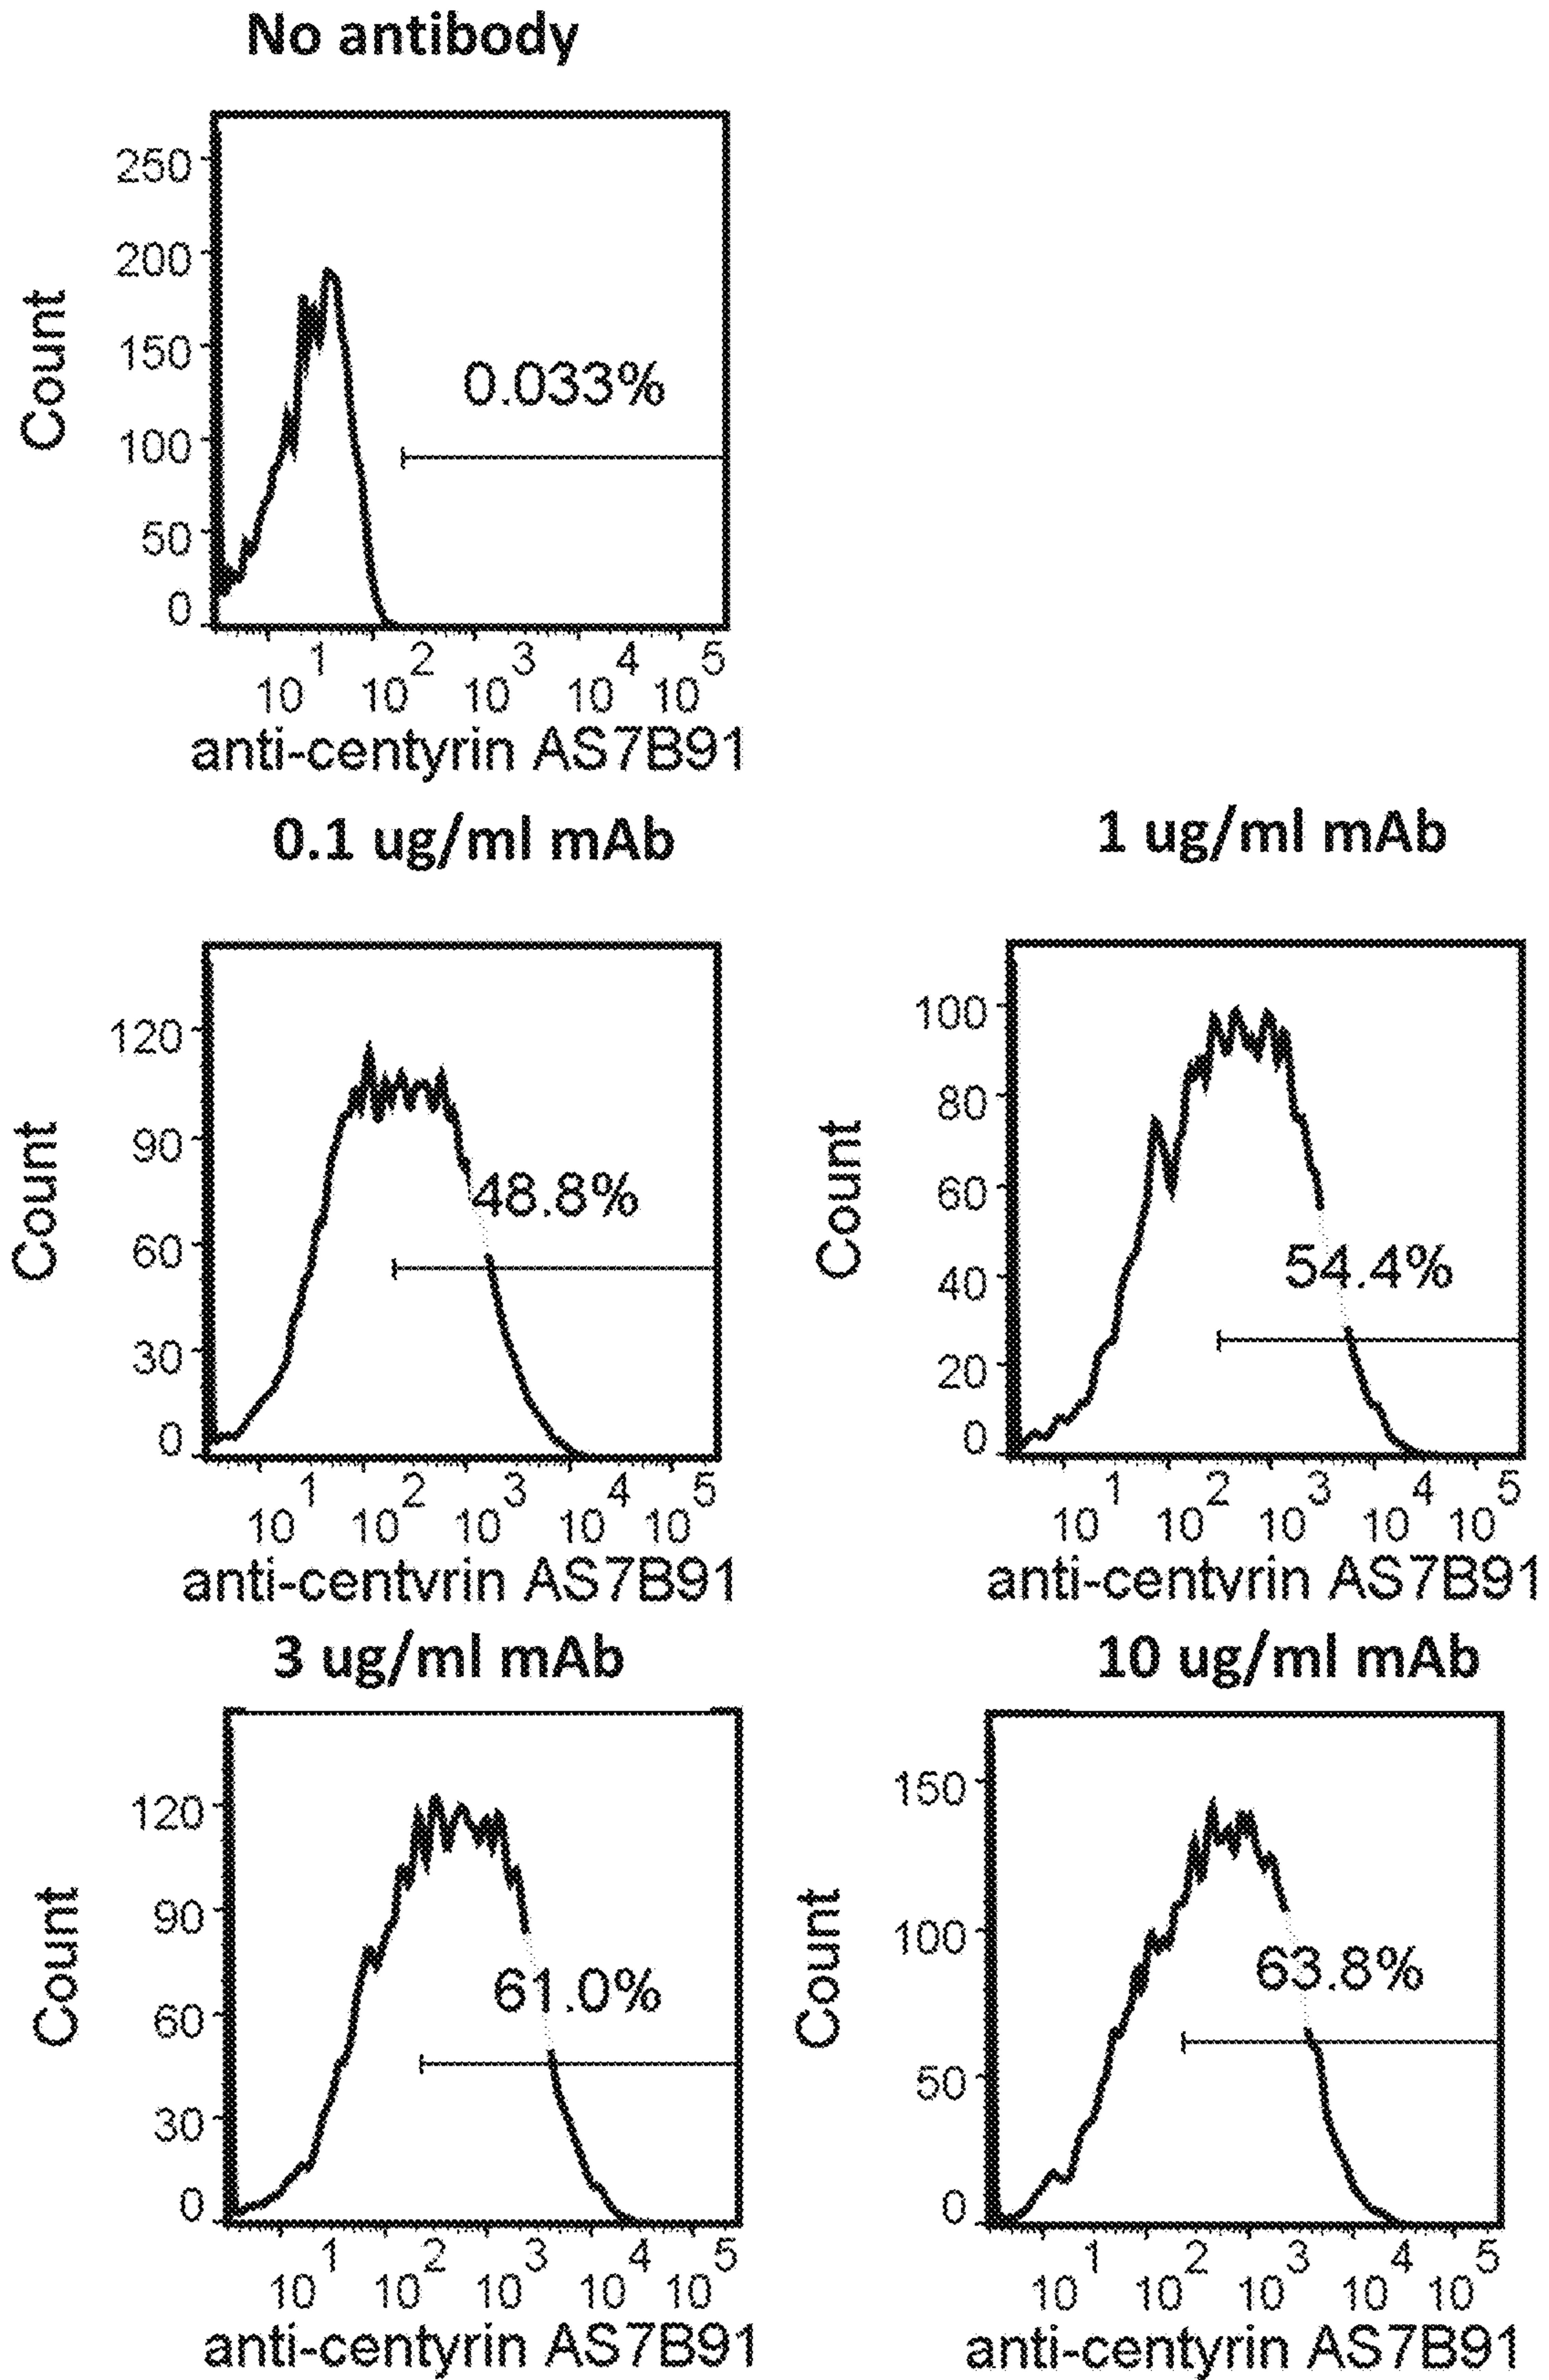 No antibody
250
200
150
100
50
0
Count
0.033%
10^1 10^2 10^3 10^4 10^5
anti-centyrin AS7B91
0.1 ug/ml mAb
120
90
60
30
0
Count
48.8%
10^1 10^2 10^3 10^4 10^5
anti-centyrin AS7B91
1 ug/ml mAb
100
80
60
40
20
0
Count
54.4%
10^1 10^2 10^3 10^4 10^5
anti-centyrin AS7B91
3 ug/ml mAb
120
90
60
30
0
Count
61.0%
10^1 10^2 10^3 10^4 10^5
anti-centyrin AS7B91
10 ug/ml mAb
150
100
50
0
Count
63.8%
10^1 10^2 10^3 10^4 10^5
anti-centyrin AS7B91